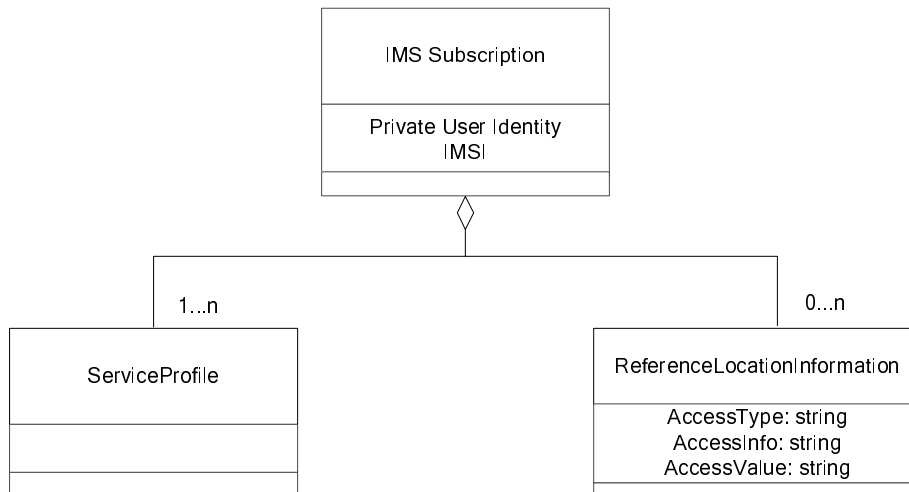 IMS Subscription
Private User Identity
IMSI
1...n
0...n
ServiceProfile
ReferenceLocationInformation
AccessType: string
AccessInfo: string
AccessValue: string